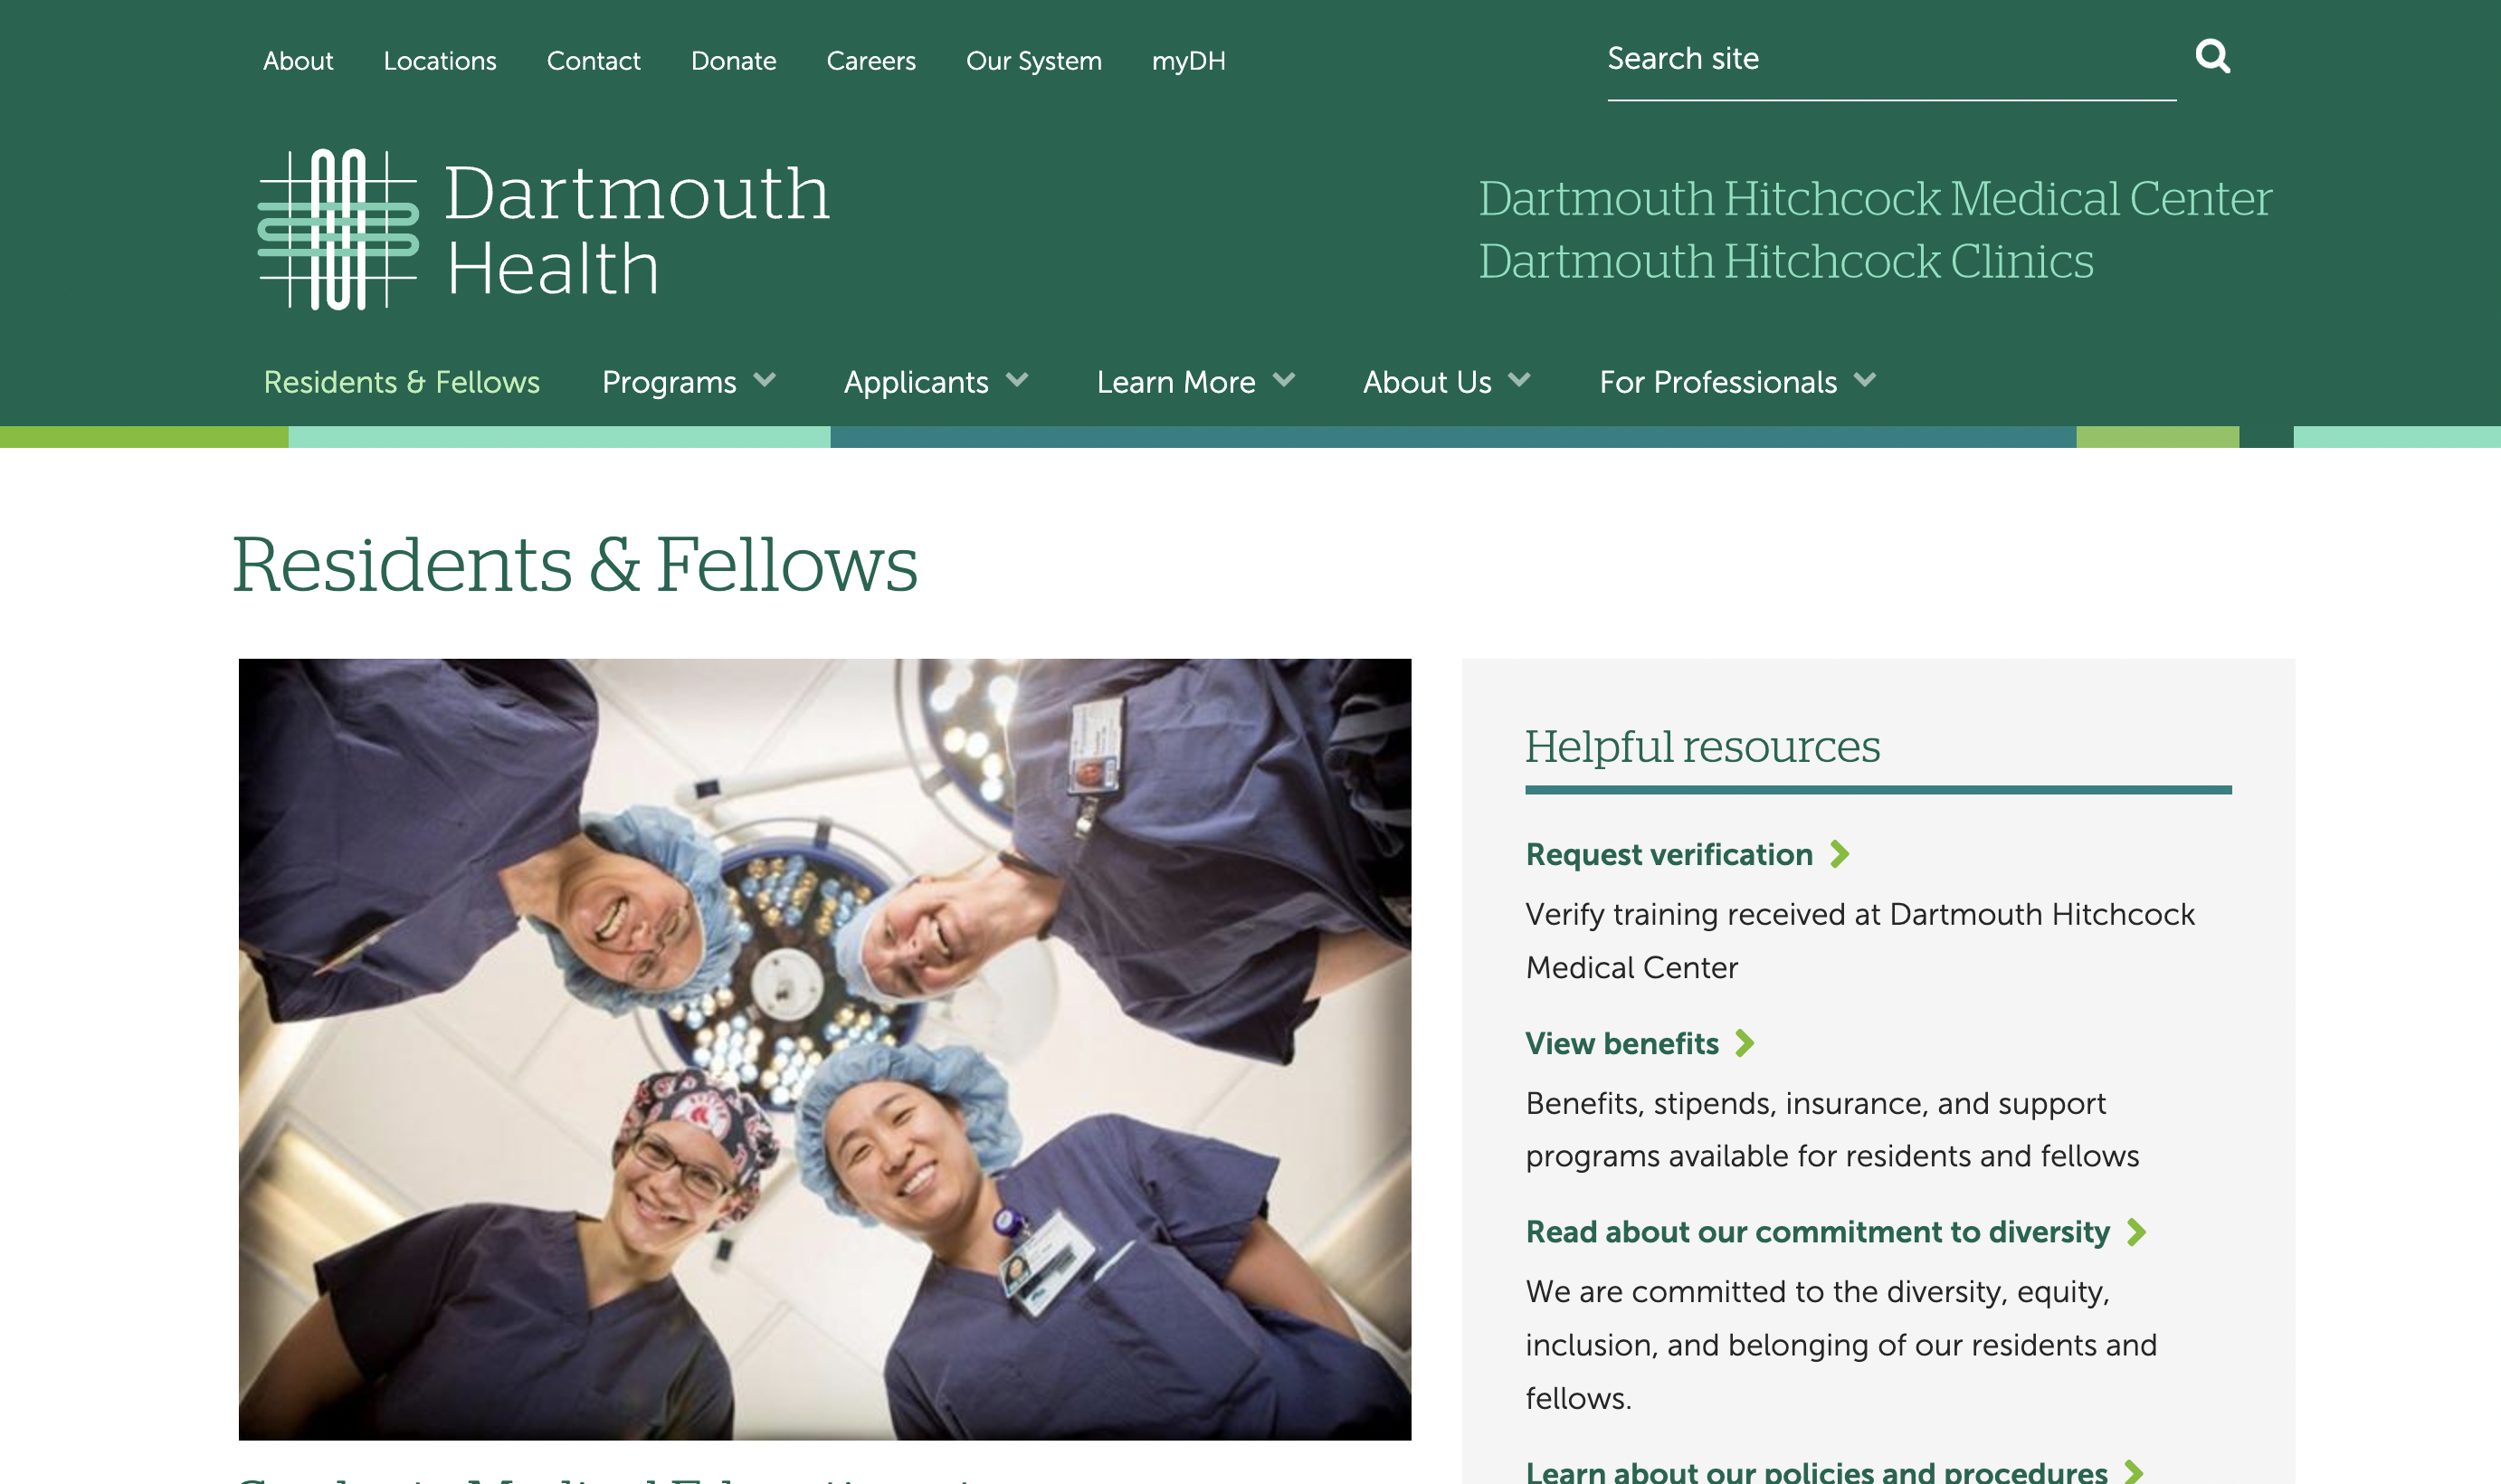 About Locations Contact Donate Careers Our System myDH
Search site
Dartmouth
Health
Dartmouth Hitchcock Medical Center
Dartmouth Hitchcock Clinics
Residents & Fellows Programs Applicants Learn More About Us For Professionals
Residents & Fellows
Helpful resources
Request verification
Verify training received at Dartmouth Hitchcock
Medical Center
View benefits
Benefits, stipends, insurance, and support
programs available for residents and fellows
Read about our commitment to diversity
We are committed to the diversity, equity,
inclusion, and belonging of our residents and
fellows.
Learn about our policies and procedures